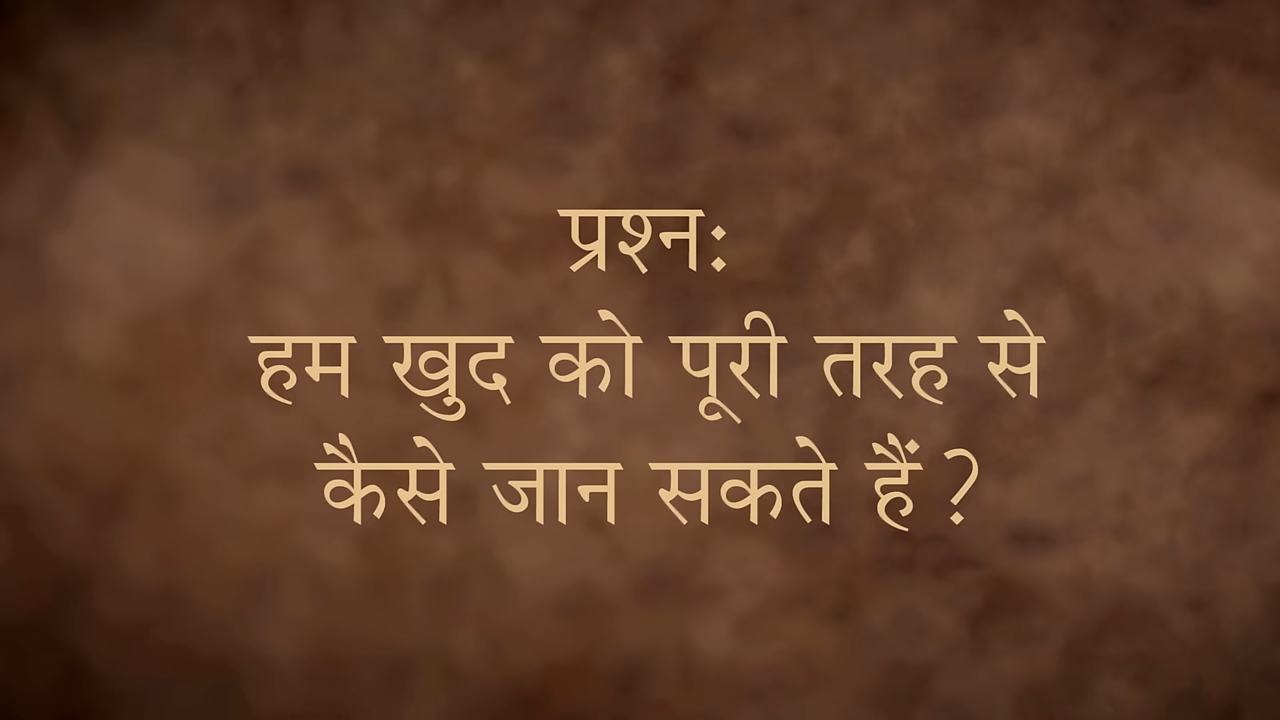 प्रश्न:
हम खुद को पूरी तरह से
कैसे जान सकते हैं ?